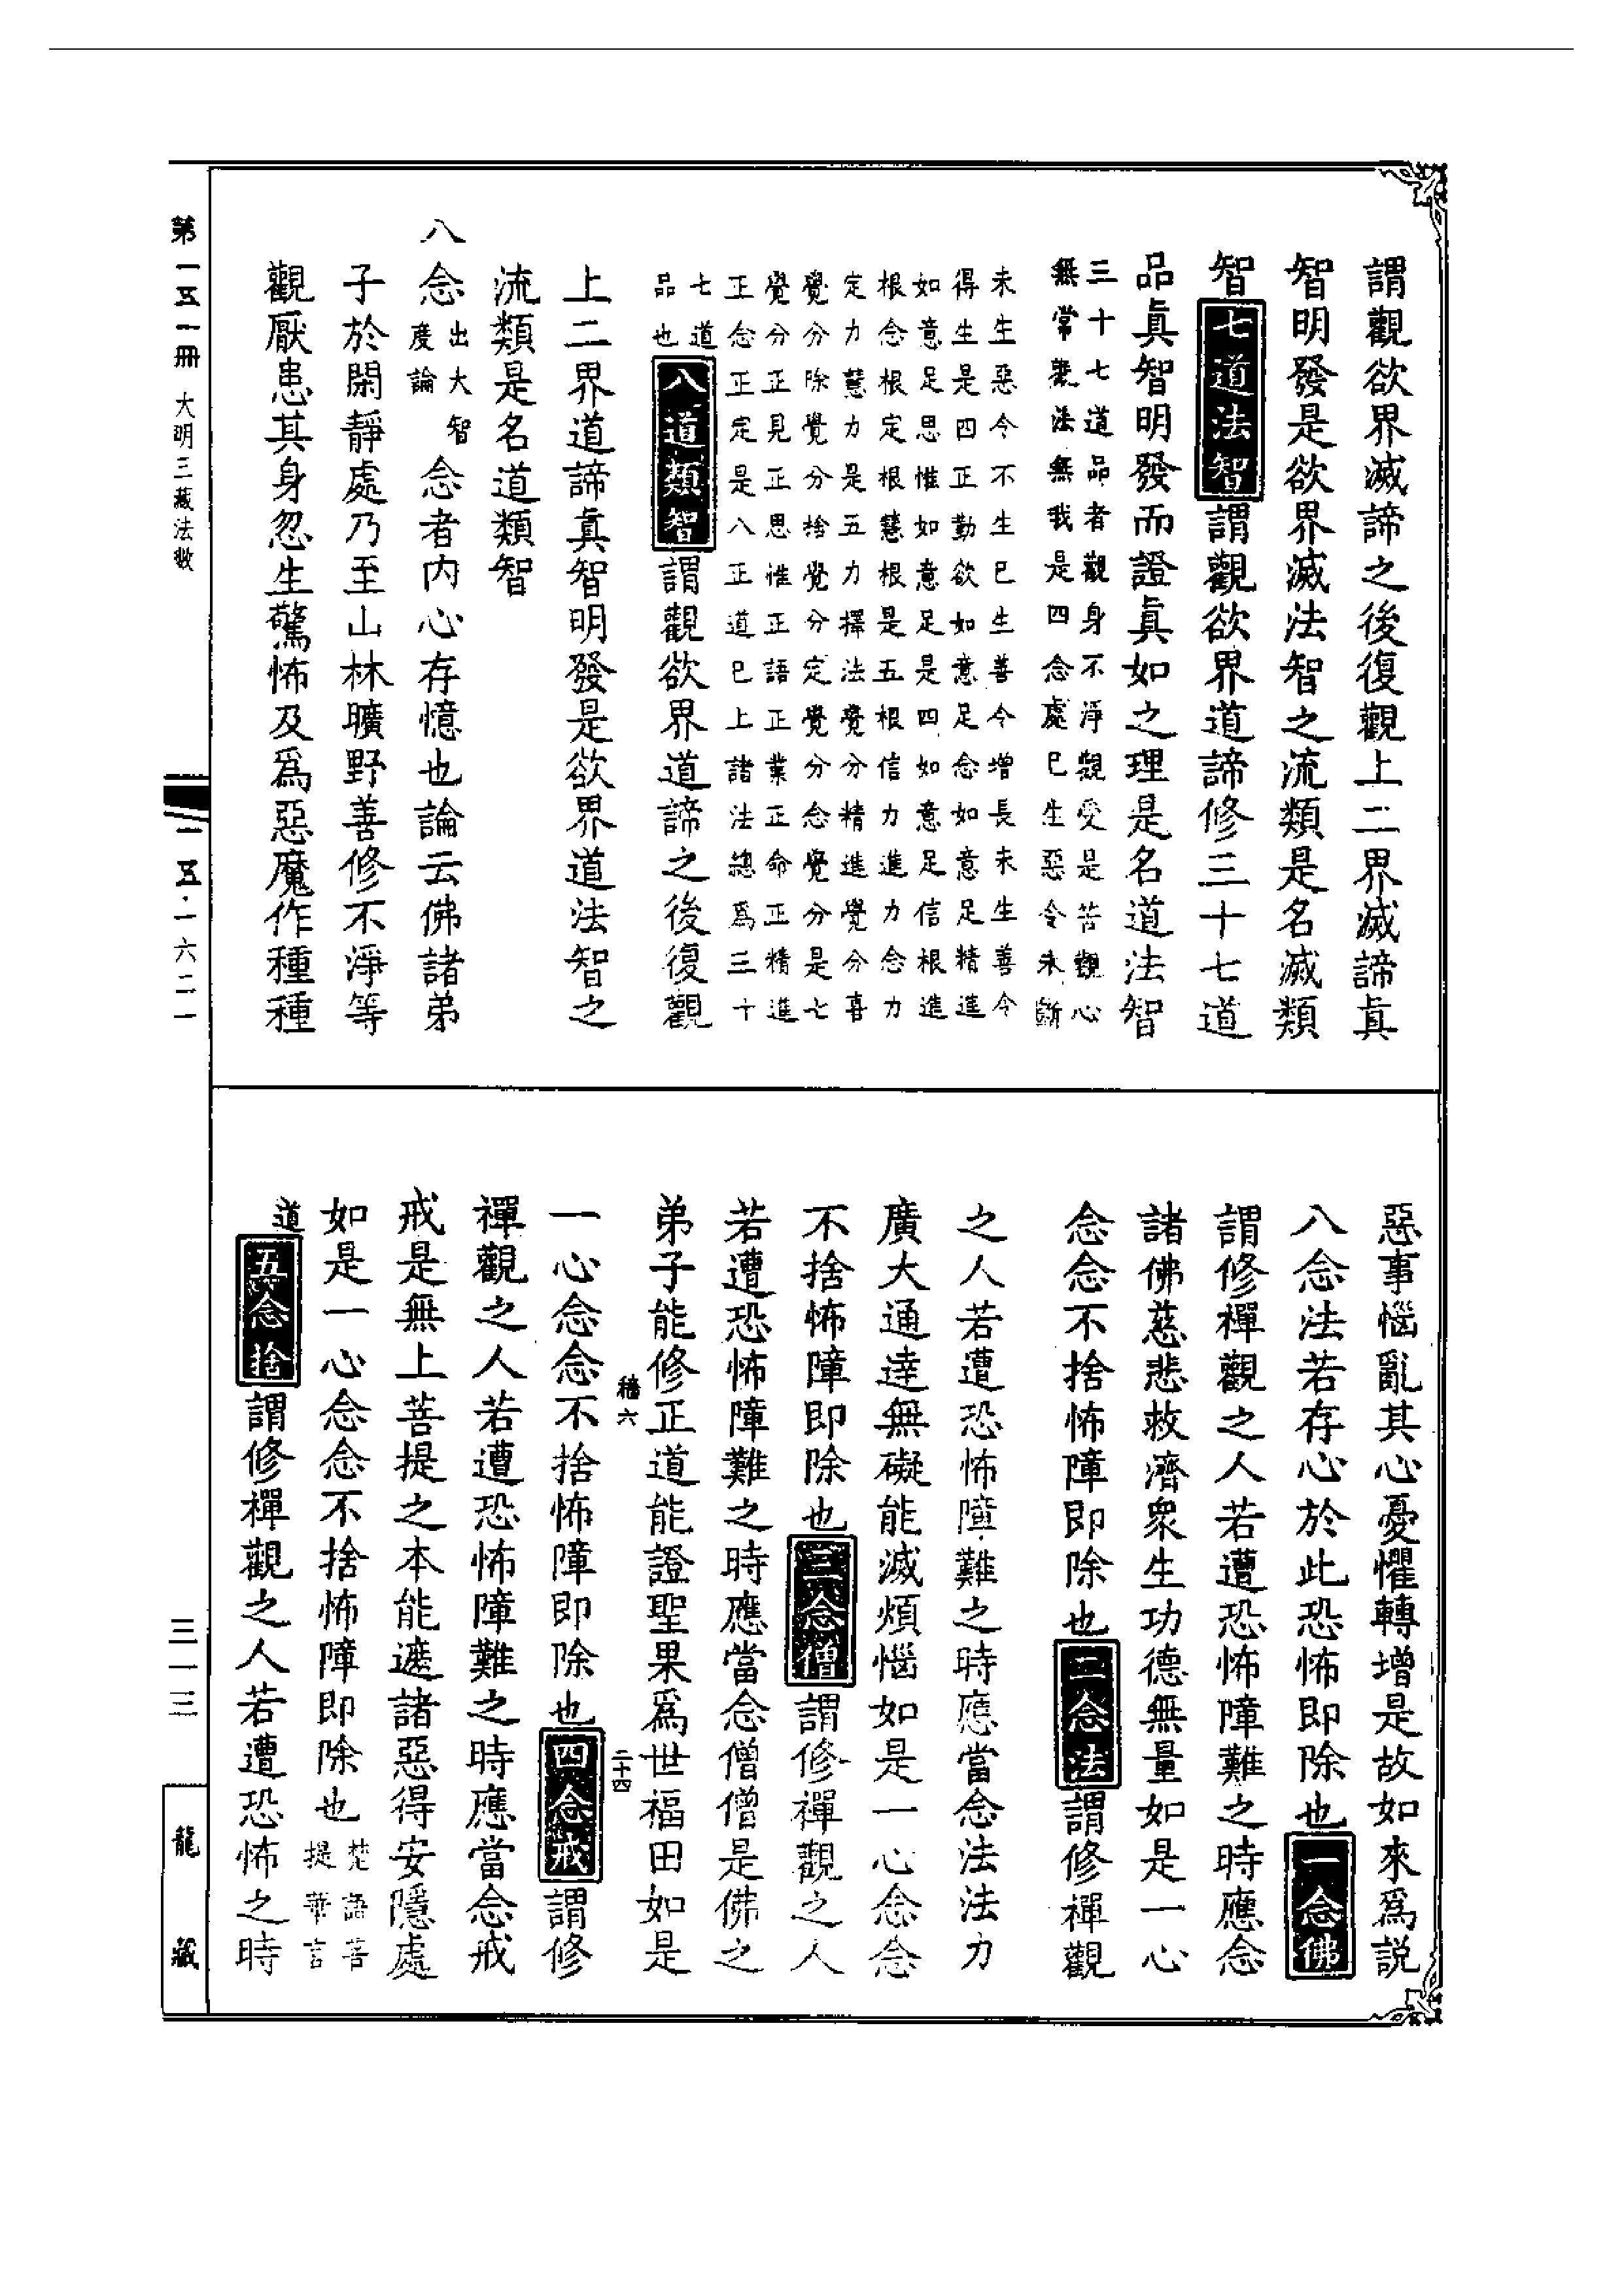 謂觀欲界滅諦之後復觀上二界滅諦真
智明發是欲界滅法智之流類是名滅類
智七道法智謂觀欲界道諦修三十七道
品真智明發而證真如之理是名道法智
三十七道品者觀身不淨觀受是苦觀心
無常觀法無我是四念處巳生惡令永斷
未生惡令不生巳生善令增長未生善令
得生是四正勤欲如意足念如意足精進
如意足思惟如意足是四如意足信根進
根念根定根慧根是五根信力進力念力
定力慧力是五力擇法覺分精進覺分喜
覺分除覺分捨覺分定覺分念覺分是七
覺分正見正思惟正語正業正命正精進
正念正定是八正道巳上諸法總爲三十
七道
品也八道類智謂觀欲界道諦之後復觀
上二界道諦真智明發是欲界道法智之
流類是名道類智
八念出大智度論念者內心存憶也論云佛諸弟
子於閑靜處乃至山林曠野善修不淨等
觀厭患其身忽生驚怖及爲惡魔作種種
惡事惱亂其心憂懼轉增是故如來爲説
八念法若存心於此恐怖即除也一念佛
謂修禪觀之人若遭恐怖障難之時應念
諸佛慈悲救濟衆生功德無量如是一心
念念不捨怖障即除也二念法謂修禪觀
之人若遭恐怖障難之時應當念法法力
廣大通達無礙能滅煩惱如是一心念念
不捨怖障即除也三念僧謂修禪觀之人
若遭恐怖障難之時應當念僧僧是佛之
弟子能修正道能證聖果爲世福田如是
六
二十四
一心念念不捨怖障即除也四念戒謂修
禪觀之人若遭恐怖障難之時應當念戒
戒是無上菩提之本能遮諸惡得安隱處
如是一心念念不捨怖障即除也梵語菩提華言
道五念捨謂修禪觀之人若遭恐怖之時
第一五一冊 大明三藏法數
一五·一六二一
三一三
龍藏